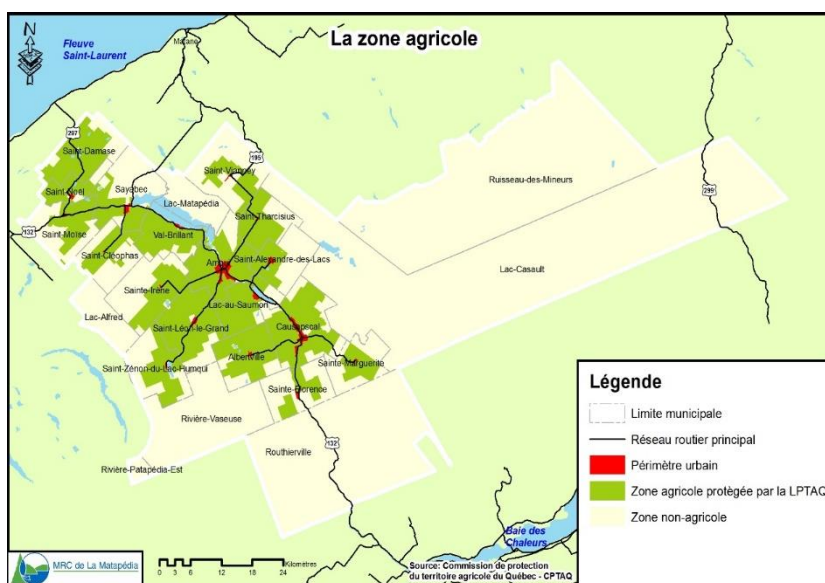 La zone agricole
N
Fleuve
Saint-Laurent
Matane
297
195
299
132
132
Saint-Damase
Saint-Noël
Sayabec
Saint-Vianney
Lac-Matapédia
Saint-Tharcisius
Ruisseau-des-Mineurs
Saint-Moïse
Val-Brillant
Saint-Cléophas
Amqui
Saint-Alexandre-des-Lacs
Lac-Casault
Sainte-Irène
Lac-au-Saumon
Lac-Alfred
Saint-Léon-le-Grand
Causapscal
Albertville
Sainte-Marguerite
Saint-Zénon-du-Lac-Humqui
Sainte-Florence
Rivière-Vaseuse
Routhierville
Rivière-Patapédia-Est
Baie des
Chaleurs
Légende
Limite municipale
Réseau routier principal
Périmètre urbain
Zone agricole protègée par la LPTAQ
Zone non-agricole
MRC de La Matapédia
Kilomètres
0 3 6 12 18 24
Source: Commission de protection
du territoire agricole du Québec - CPTAQ